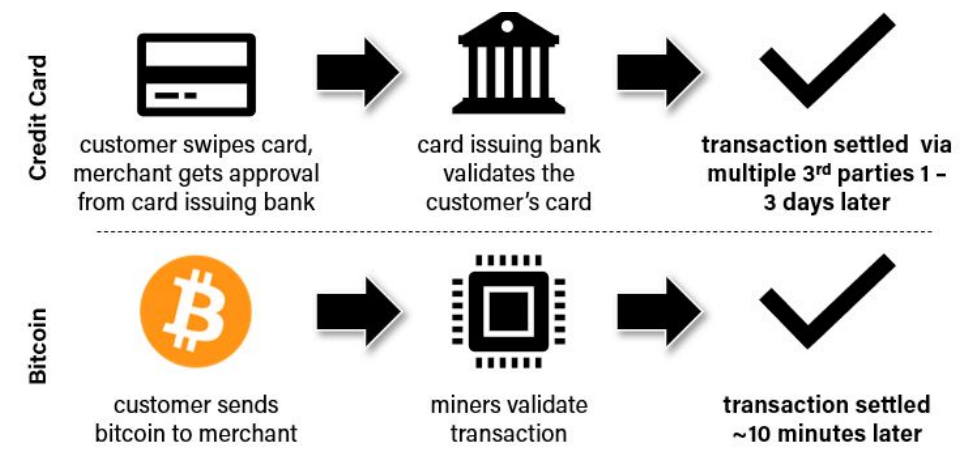 Credit Card
customer swipes card,
merchant gets approval
from card issuing bank
card issuing bank
validates the
customer's card
transaction settled via
multiple 3rd parties 1 –
3 days later
Bitcoin
customer sends
bitcoin to merchant
miners validate
transaction
transaction settled
~10 minutes later